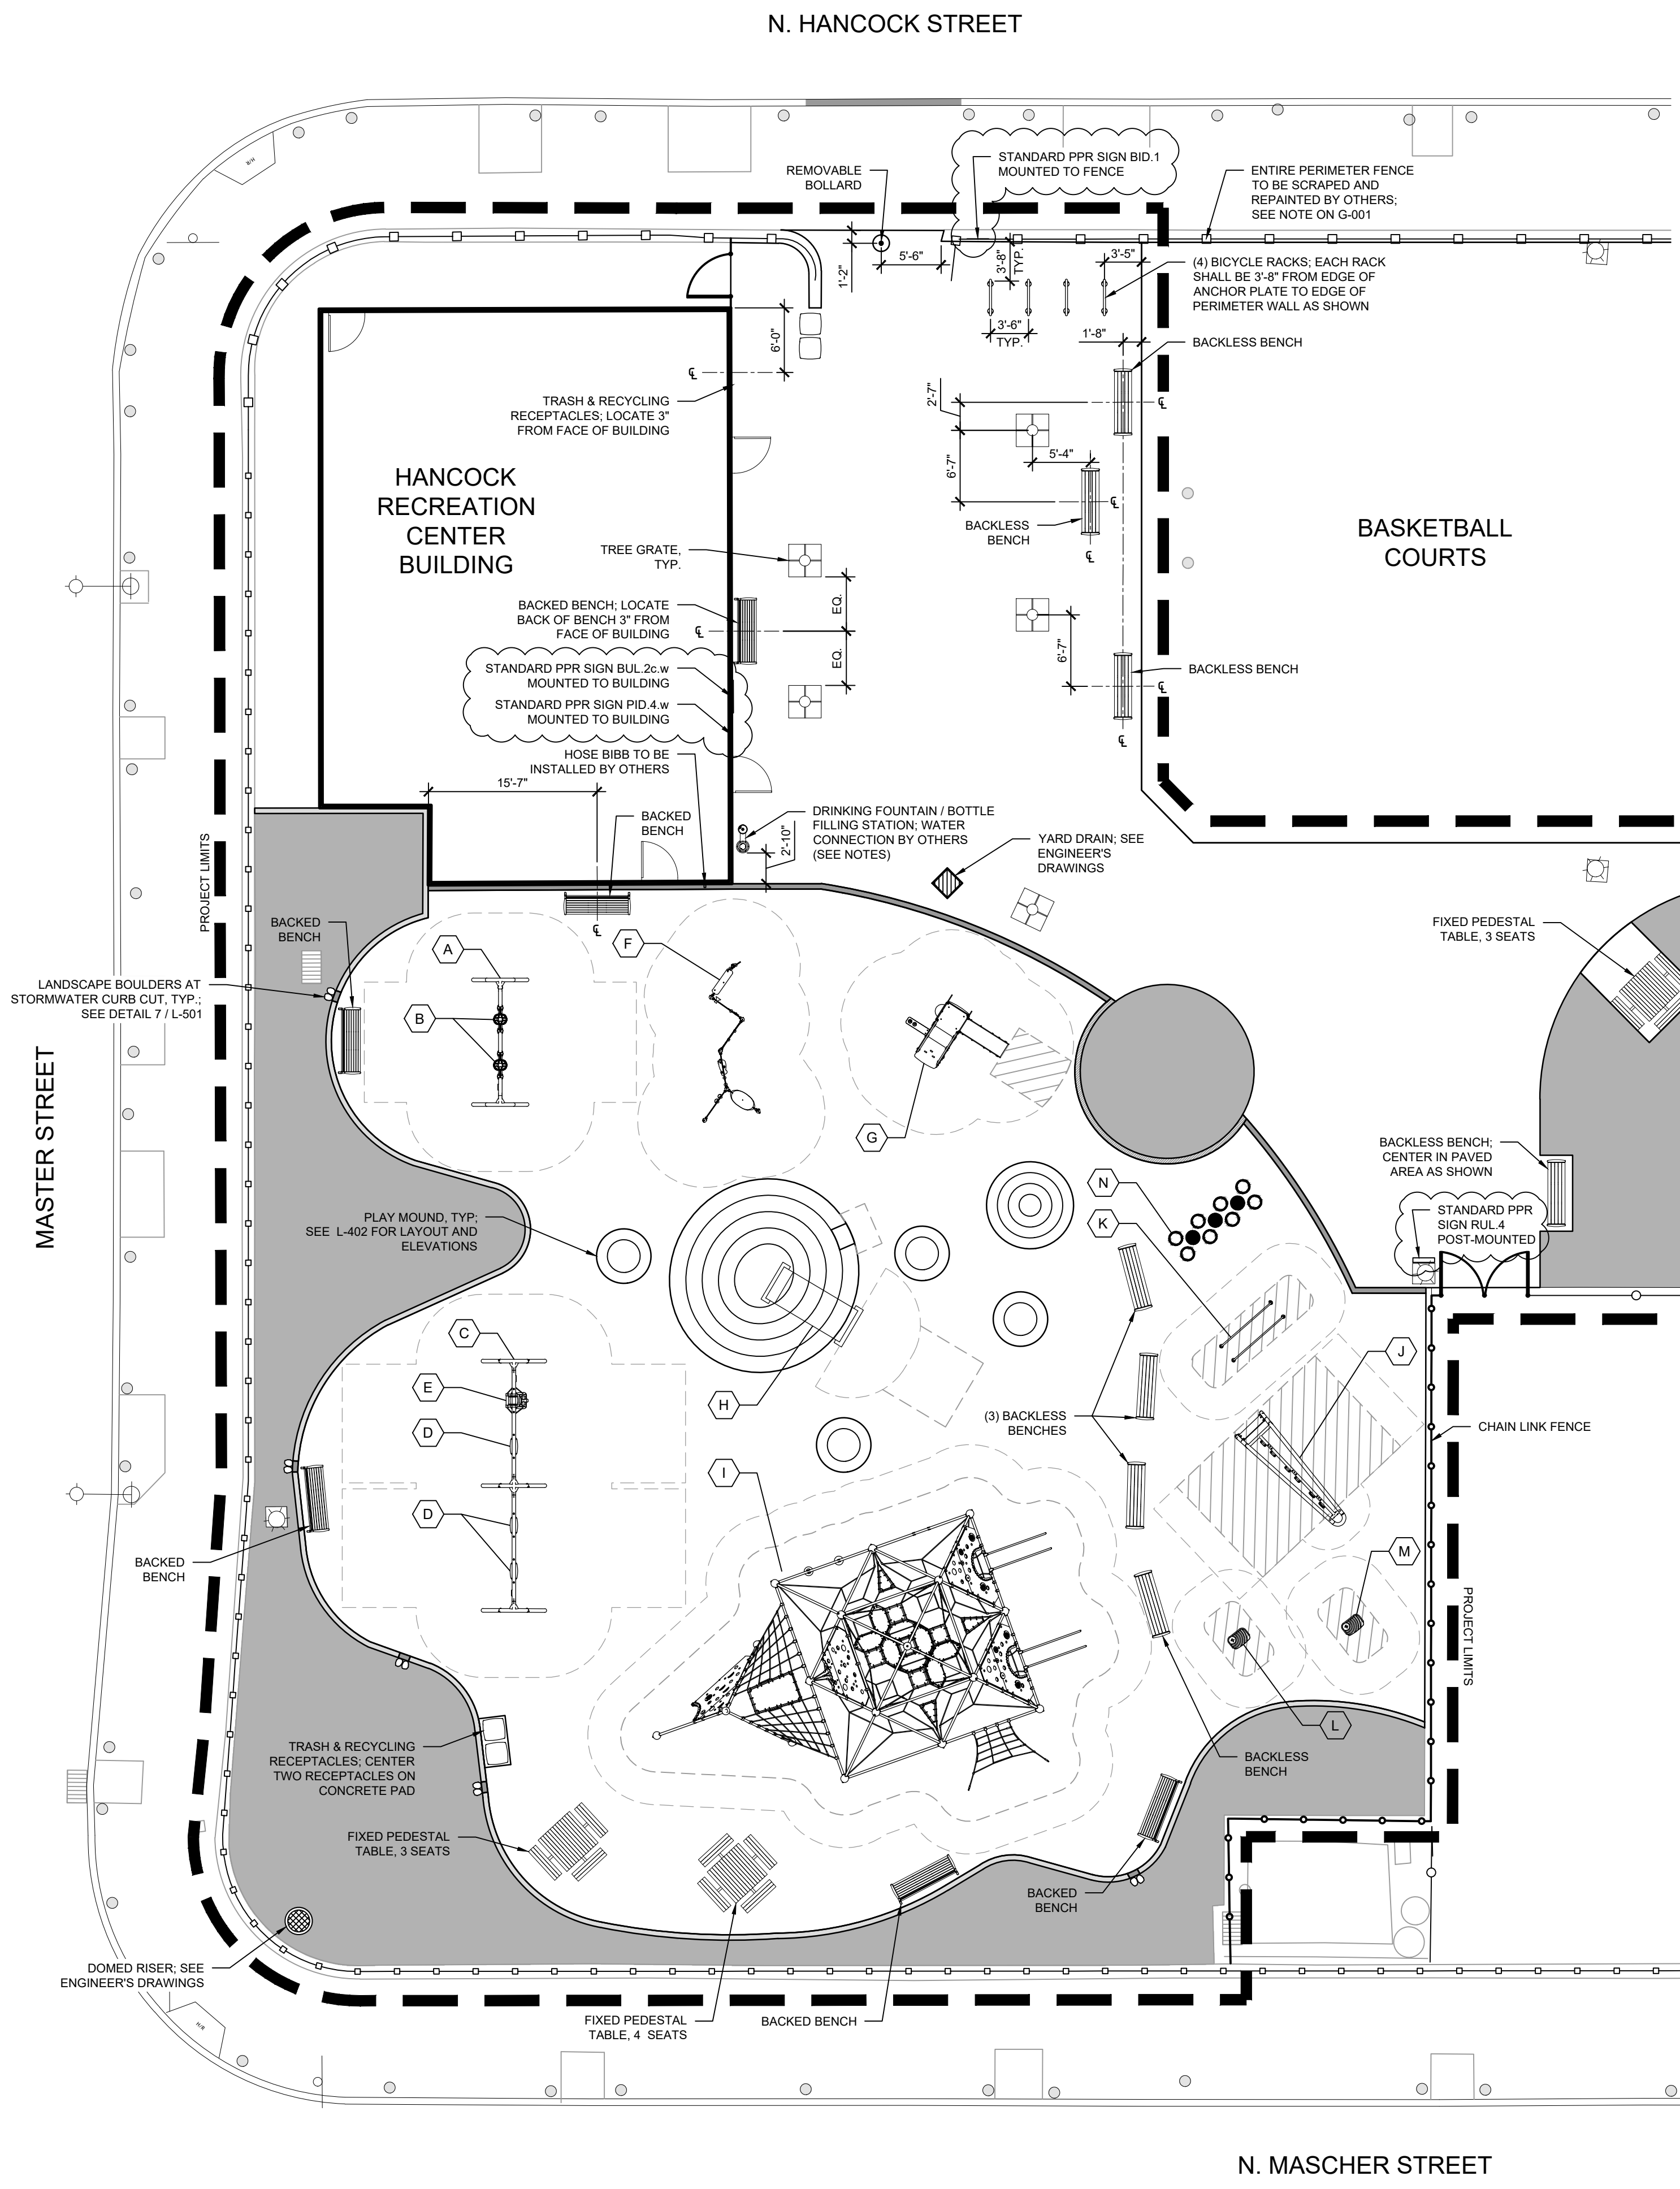 N. HANCOCK STREET
B/H
REMOVABLE
BOLLARD
STANDARD PPR SIGN BID.1
MOUNTED TO FENCE
ENTIRE PERIMETER FENCE
TO BE SCRAPED AND
REPAINTED BY OTHERS;
SEE NOTE ON G-001
1'-2"
5'-6"
3'-8"
TYP.
3'-5"
(4) BICYCLE RACKS; EACH RACK
SHALL BE 3'-8" FROM EDGE OF
ANCHOR PLATE TO EDGE OF
PERIMETER WALL AS SHOWN
3'-6"
TYP.
1'-8"
BACKLESS BENCH
6'-0"
TRASH & RECYCLING
RECEPTACLES; LOCATE 3"
FROM FACE OF BUILDING
2'-7"
6'-7"
5'-4"
HANCOCK
RECREATION
CENTER
BUILDING
BACKLESS
BENCH
BASKETBALL
COURTS
TREE GRATE,
TYP.
BACKED BENCH; LOCATE
BACK OF BENCH 3" FROM
FACE OF BUILDING
EQ.
EQ.
6'-7"
BACKLESS BENCH
STANDARD PPR SIGN BUL.2c.w
MOUNTED TO BUILDING
STANDARD PPR SIGN PID.4.w
MOUNTED TO BUILDING
HOSE BIBB TO BE
INSTALLED BY OTHERS
15'-7"
BACKED
BENCH
2'-10"
DRINKING FOUNTAIN / BOTTLE
FILLING STATION; WATER
CONNECTION BY OTHERS
(SEE NOTES)
YARD DRAIN; SEE
ENGINEER'S
DRAWINGS
PROJECT LIMITS
BACKED
BENCH
FIXED PEDESTAL
TABLE, 3 SEATS
A
F
B
G
LANDSCAPE BOULDERS AT
STORMWATER CURB CUT, TYP.;
SEE DETAIL 7 / L-501
MASTER STREET
BACKLESS BENCH;
CENTER IN PAVED
AREA AS SHOWN
N
K
STANDARD PPR
SIGN RUL.4
POST-MOUNTED
PLAY MOUND, TYP;
SEE L-402 FOR LAYOUT AND
ELEVATIONS
C
E
D
H
J
(3) BACKLESS
BENCHES
CHAIN LINK FENCE
I
D
M
BACKED
BENCH
PROJECT LIMITS
L
TRASH & RECYCLING
RECEPTACLES; CENTER
TWO RECEPTACLES ON
CONCRETE PAD
BACKLESS
BENCH
FIXED PEDESTAL
TABLE, 3 SEATS
BACKED
BENCH
DOMED RISER; SEE
ENGINEER'S DRAWINGS
FIXED PEDESTAL
TABLE, 4 SEATS
BACKED BENCH
H/R
N. MASCHER STREET